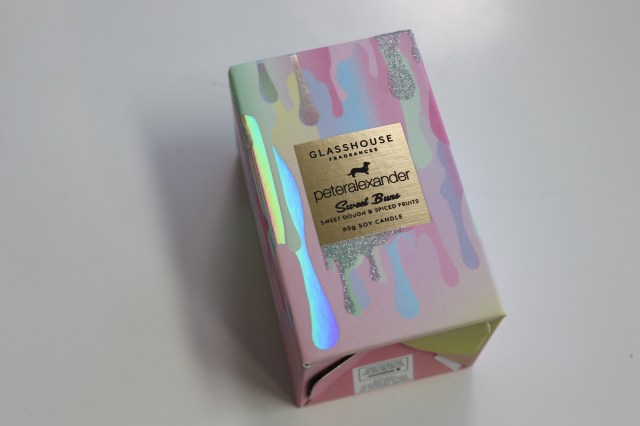 GLASSHOUSE
FRAGRANCES
peteralexander
Sweet Buns
SWEET DOUGH & SPICED FRUITS
60g SOY CANDLE